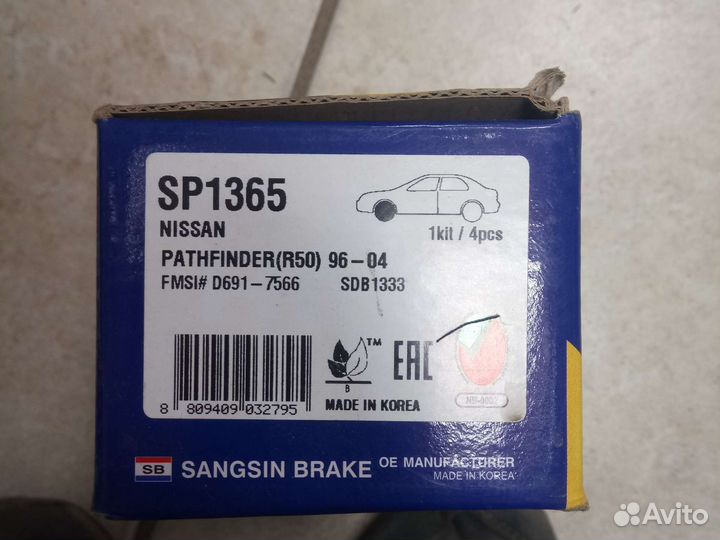 SP1365
NISSAN
1kit / 4pcs
PATHFINDER(R50) 96-04
FMSI# D691-7566 SDB1333
TM
EAC
B
8 809409 032795
MADE IN KOREA
SB SANGSIN BRAKE OE MANUFACTURER
MADE IN KOREA
Avito